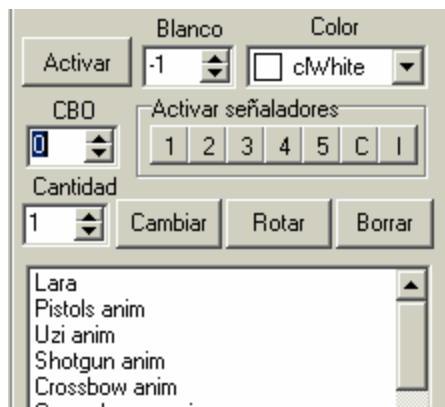 Blanco Color
Activar -1 clWhite
CBO Activar señaladores
0 1 2 3 4 5 C I
Cantidad
1 Cambiar Rotar Borrar
Lara
Pistols anim
Uzi anim
Shotgun anim
Crossbow anim